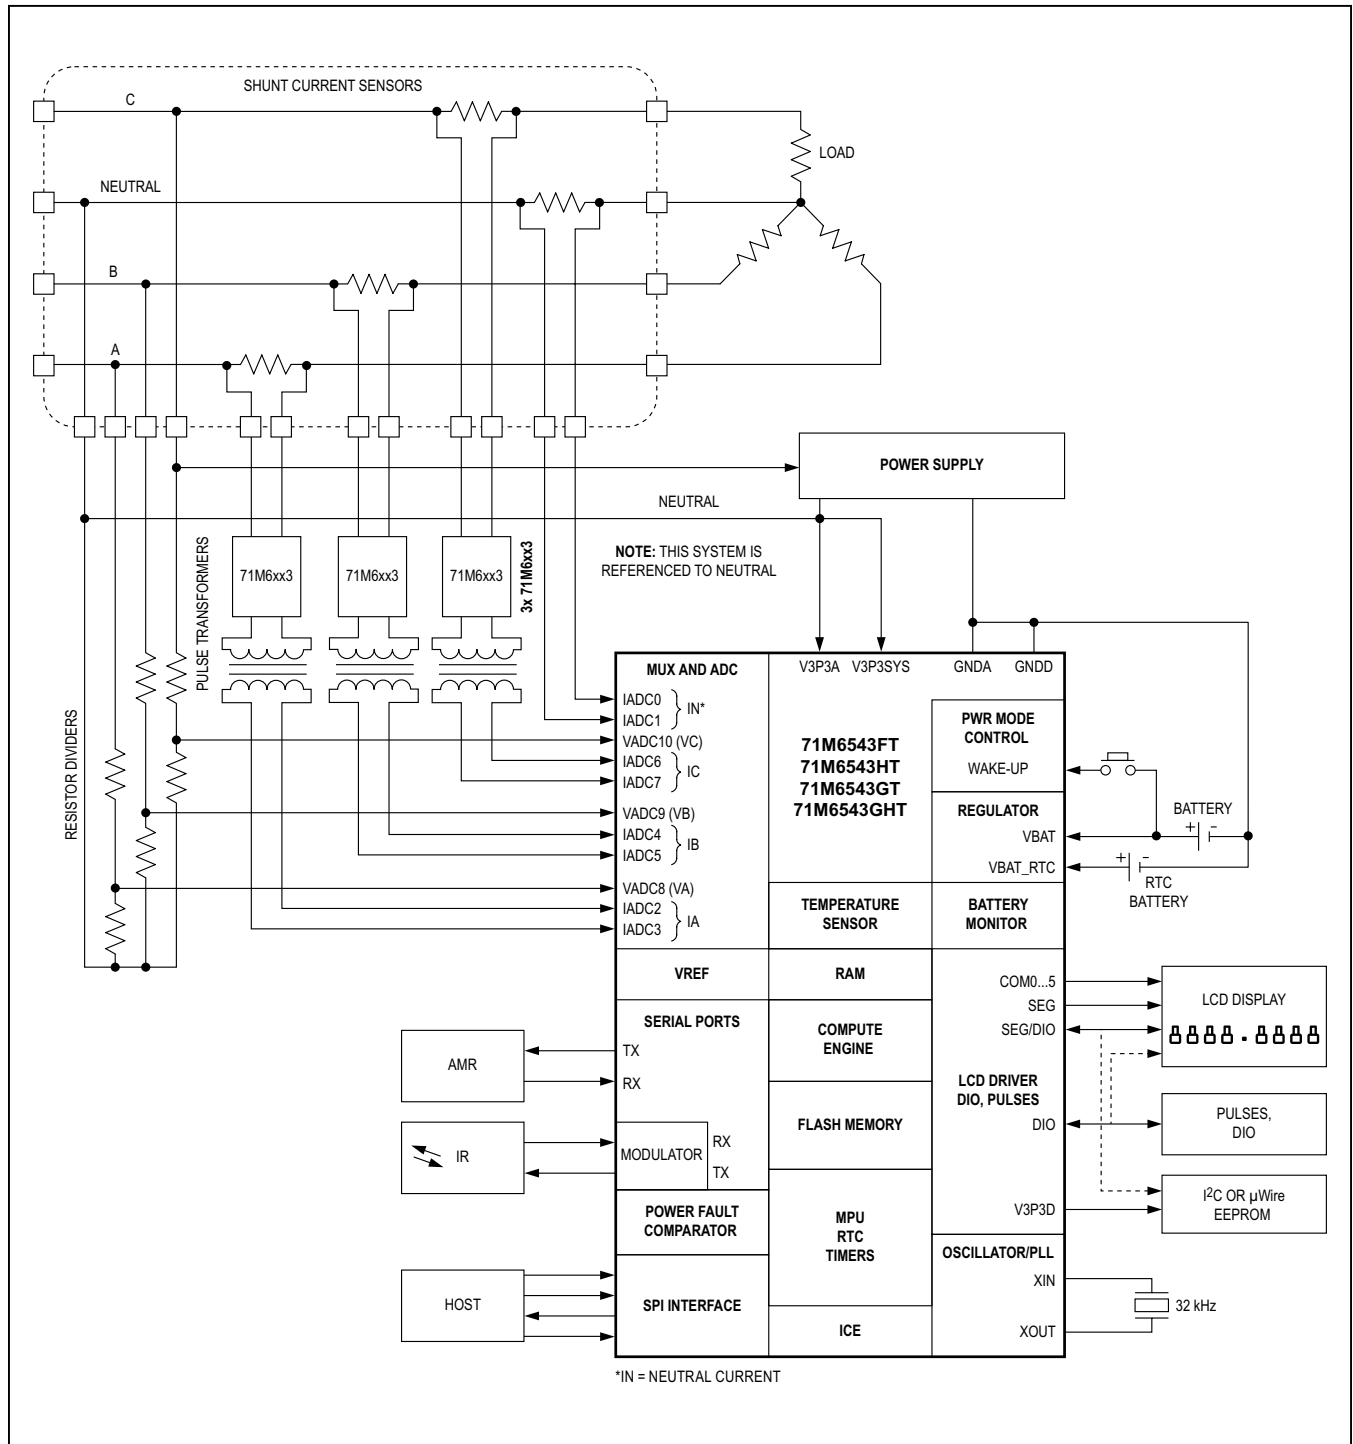 SHUNT CURRENT SENSORS
C
LOAD
NEUTRAL
B
A
POWER SUPPLY
NEUTRAL
NOTE: THIS SYSTEM IS
REFERENCED TO NEUTRAL
71M6xx3
71M6xx3
71M6xx3
3x 71M6xx3
PULSE TRANSFORMERS
RESISTOR DIVIDERS
MUX AND ADC
V3P3A
V3P3SYS
GNDA
GNDD
IADC0
IADC1
IN*
VADC10 (VC)
IADC6
IADC7
IC
VADC9 (VB)
IADC4
IADC5
IB
VADC8 (VA)
IADC2
IADC3
IA
71M6543FT
71M6543HT
71M6543GT
71M6543GHT
PWR MODE
CONTROL
WAKE-UP
REGULATOR
VBAT
VBAT_RTC
BATTERY
+ -
+ -
RTC
BATTERY
TEMPERATURE
SENSOR
BATTERY
MONITOR
VREF
RAM
COM0...5
SEG
SEG/DIO
LCD DISPLAY
8888.8888
SERIAL PORTS
TX
RX
AMR
COMPUTE
ENGINE
LCD DRIVER
DIO, PULSES
DIO
PULSES,
DIO
FLASH MEMORY
IR
MODULATOR
RX
TX
V3P3D
I2C OR µWire
EEPROM
POWER FAULT
COMPARATOR
MPU
RTC
TIMERS
OSCILLATOR/PLL
XIN
XOUT
32 kHz
HOST
SPI INTERFACE
ICE
*IN = NEUTRAL CURRENT